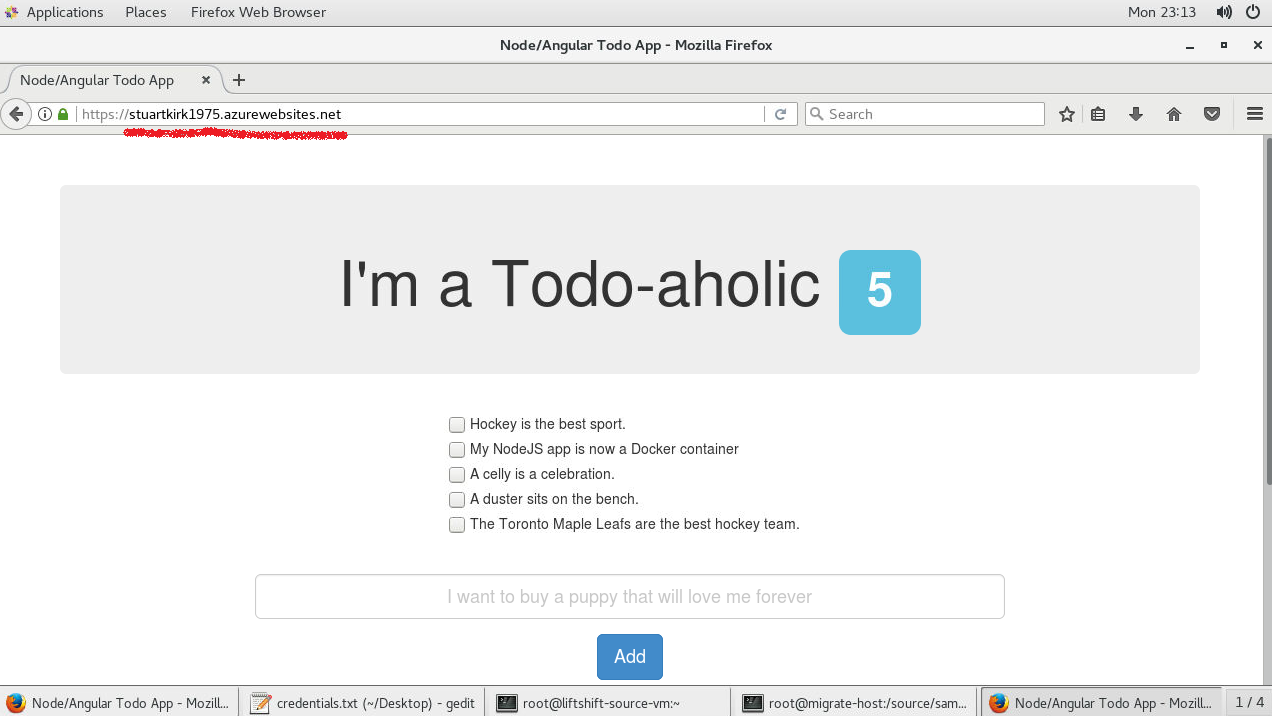 Applications Places Firefox Web Browser Mon 23:13
Node/Angular Todo App - Mozilla Firefox
Node/Angular Todo App
https://stuartkirk1975.azurewebsites.net Search
I'm a Todo-aholic 5
Hockey is the best sport.
My NodeJS app is now a Docker container
A celly is a celebration.
A duster sits on the bench.
The Toronto Maple Leafs are the best hockey team.
I want to buy a puppy that will love me forever
Add
Node/Angular Todo App - Mozill... credentials.txt (~/Desktop) - gedit root@liftshift-source-vm:~ root@migrate-host:/source/sam... Node/Angular Todo App - Mozill... 1 / 4